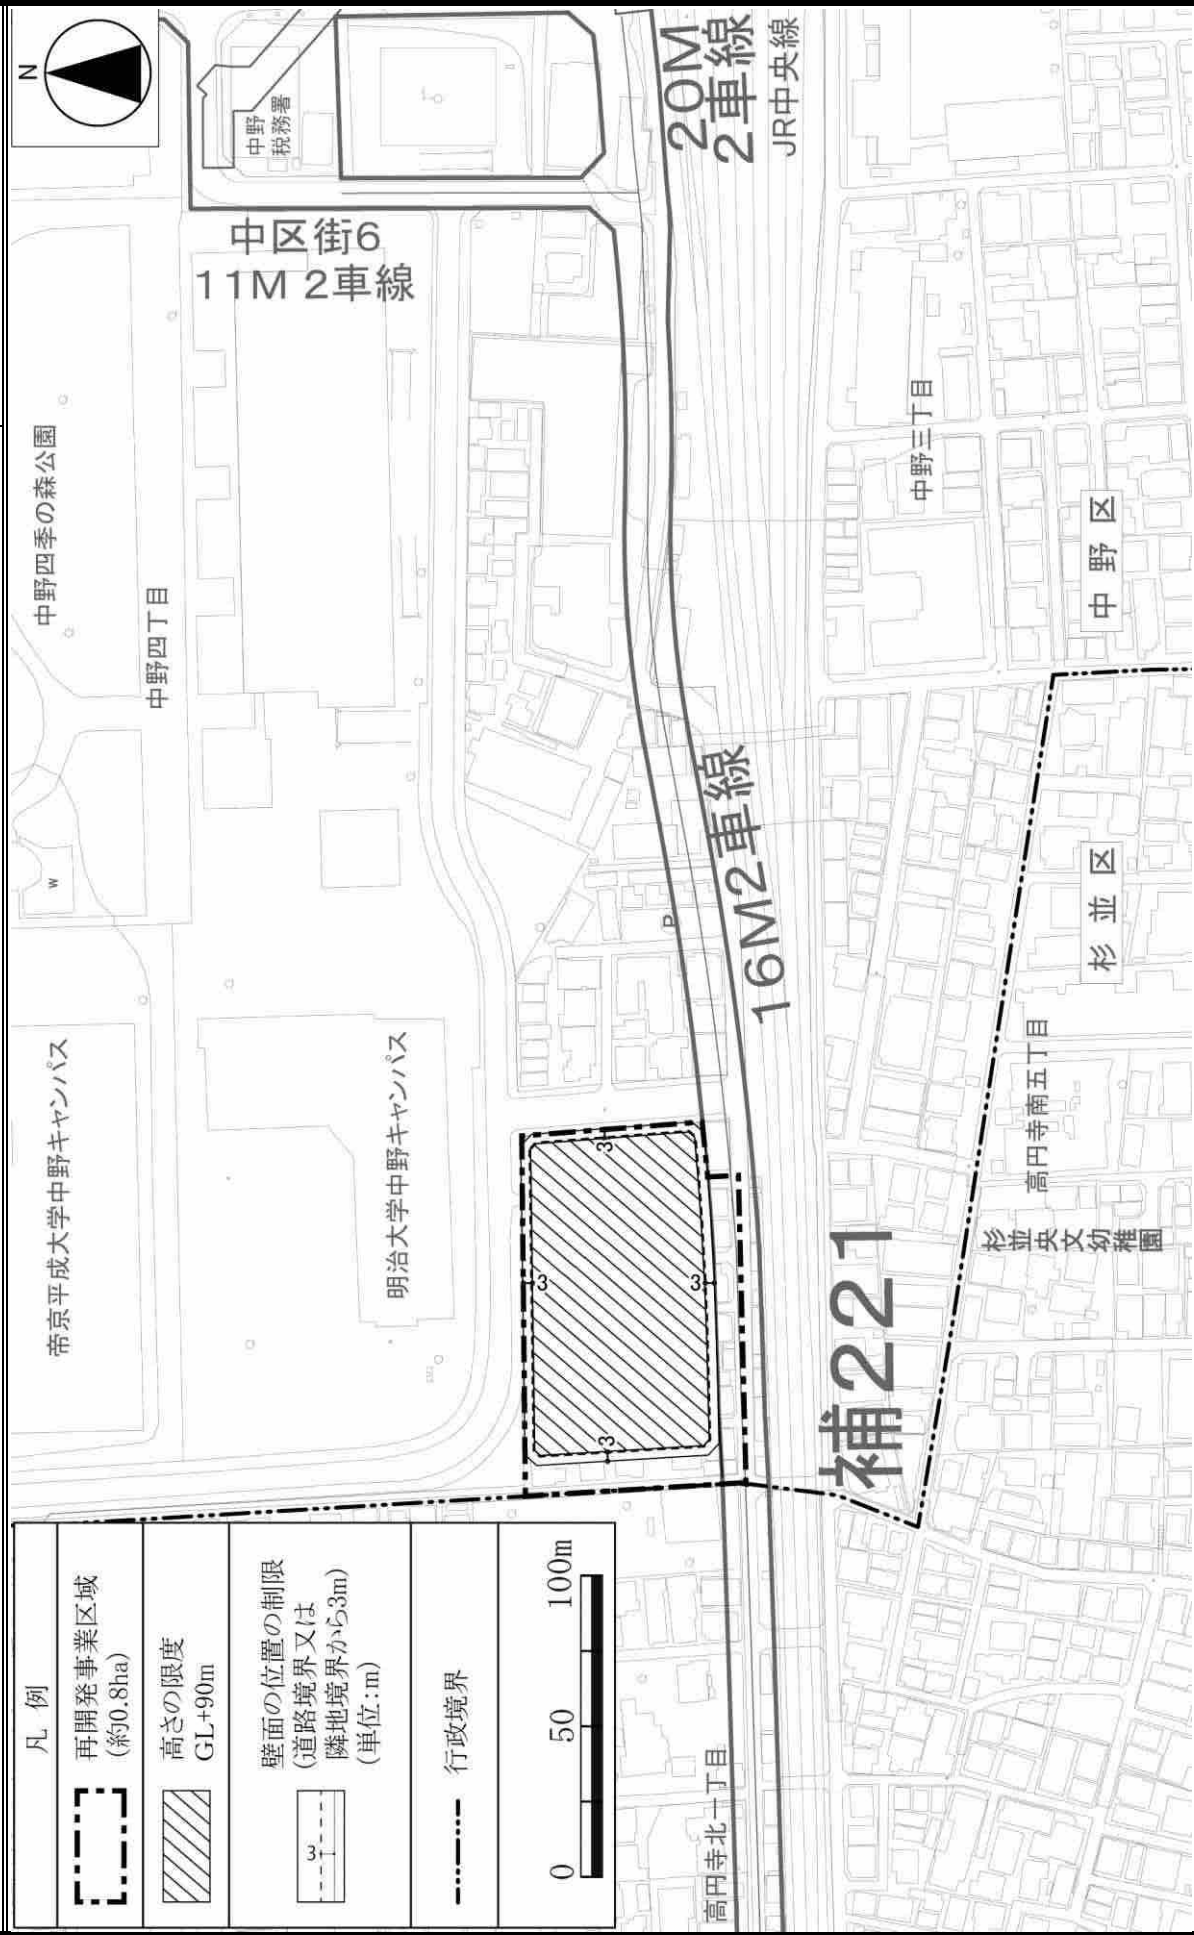 N
中野
税務署
20M
2車線
JR中央線
中区街6
11M 2車線
中野四季の森公園
中野四丁目
中野三丁目
中野区
W
P
16M2車線
杉並区
帝京平成大学中野キャンパス
明治大学中野キャンパス
高円寺南五丁目
杉並央文幼稚園
3
3
3
3
補221
高円寺北一丁目
凡 例
再開発事業区域
(約0.8ha)
高さの限度
GL+90m
3
壁面の位置の制限
(道路境界又は
隣地境界から3m)
(単位:m)
行政境界
0 50 100m